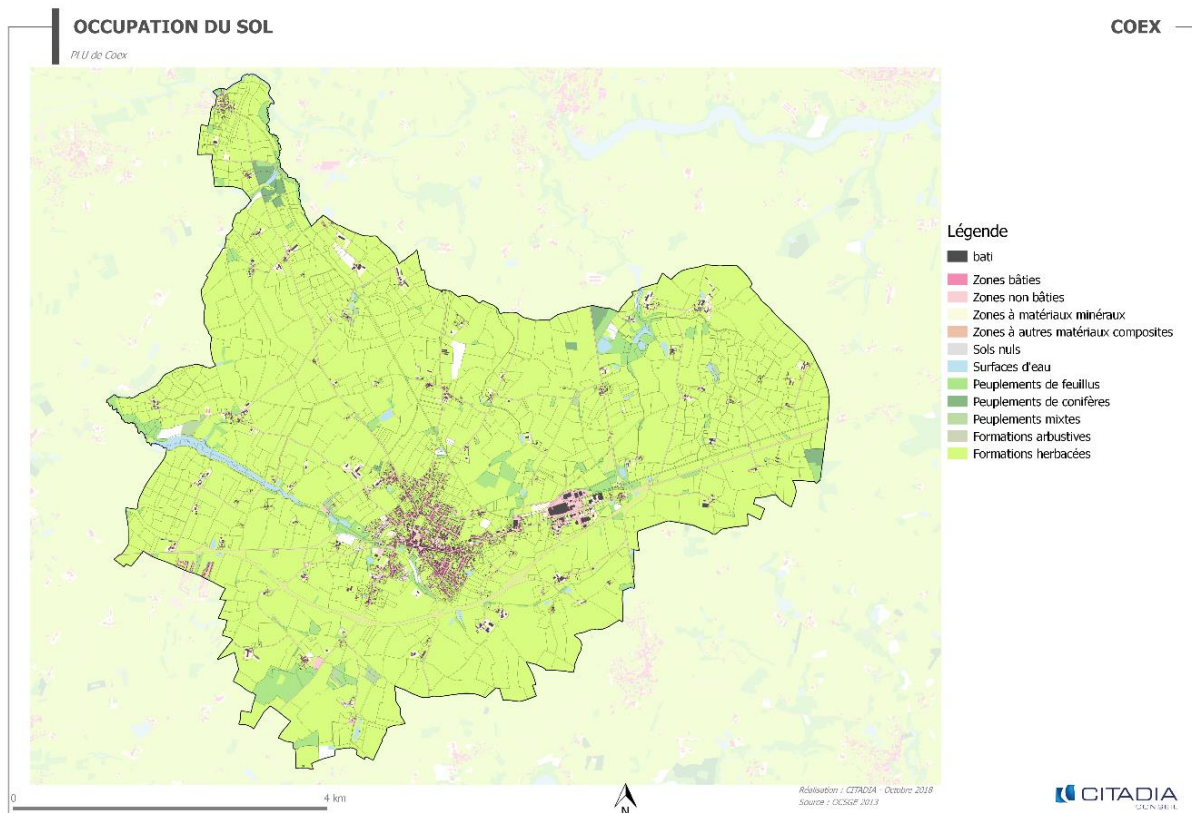 OCCUPATION DU SOL
COEX
PLU de Coex
Légende
bati
Zones bâties
Zones non bâties
Zones à matériaux minéraux
Zones à autres matériaux composites
Sols nuls
Surfaces d'eau
Peuplements de feuillus
Peuplements de conifères
Peuplements mixtes
Formations arbustives
Formations herbacées
0
4 km
N
Réalisation : CITADIA - Octobre 2018
Source : OCSGE 2013
CITADIA
CONSEIL